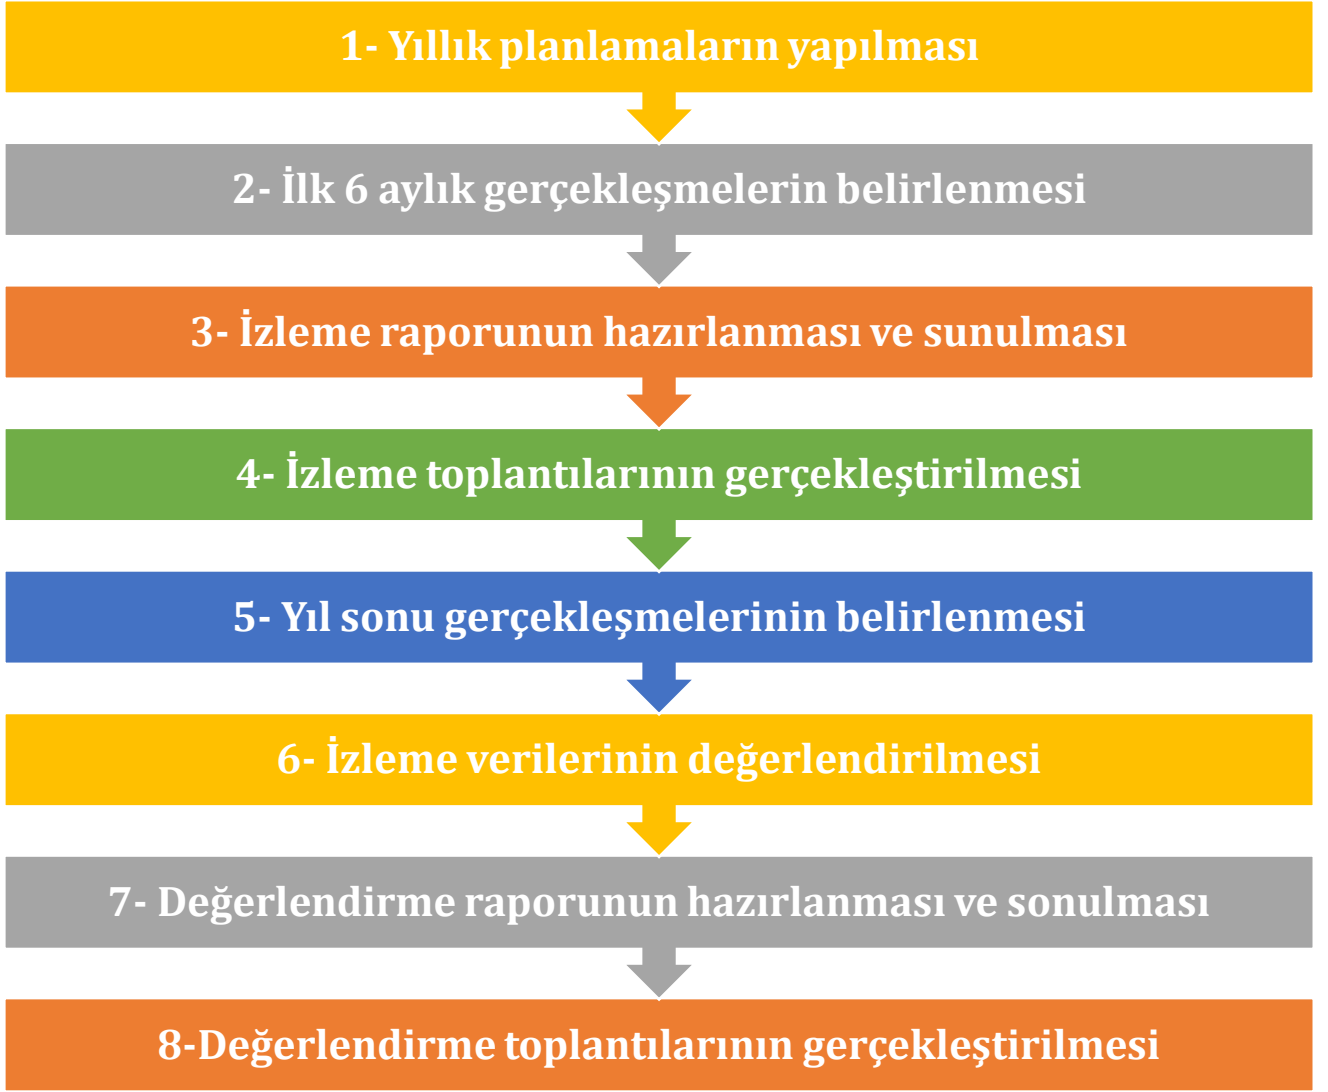 1- Yıllık planlamaların yapılması
2- İlk 6 aylık gerçekleşmelerin belirlenmesi
3- İzleme raporunun hazırlanması ve sunulması
4- İzleme toplantılarının gerçekleştirilmesi
5- Yıl sonu gerçekleşmelerinin belirlenmesi
6- İzleme verilerinin değerlendirilmesi
7- Değerlendirme raporunun hazırlanması ve sonulması
8-Değerlendirme toplantılarının gerçekleştirilmesi